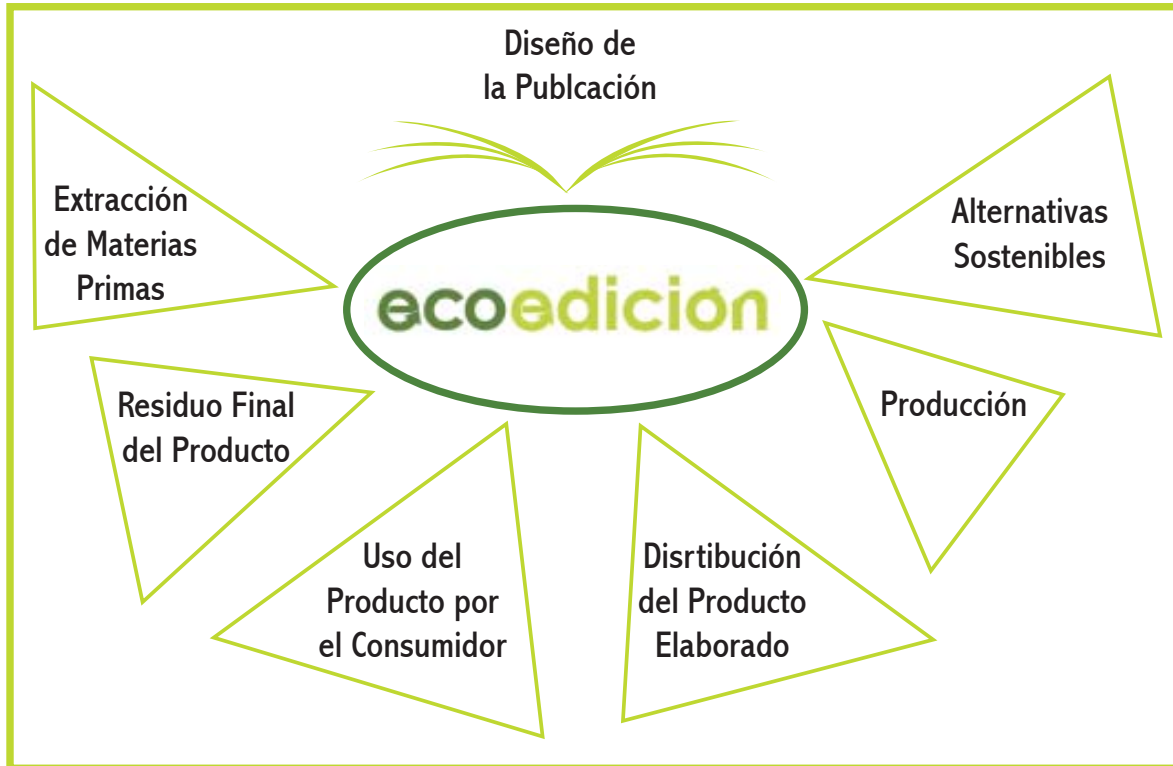 Diseño de
la Publcación
Extracción
de Materias
Primas
Alternativas
Sostenibles
ecoedición
Residuo Final
del Producto
Producción
Uso del
Producto por
el Consumidor
Disrtibución
del Producto
Elaborado